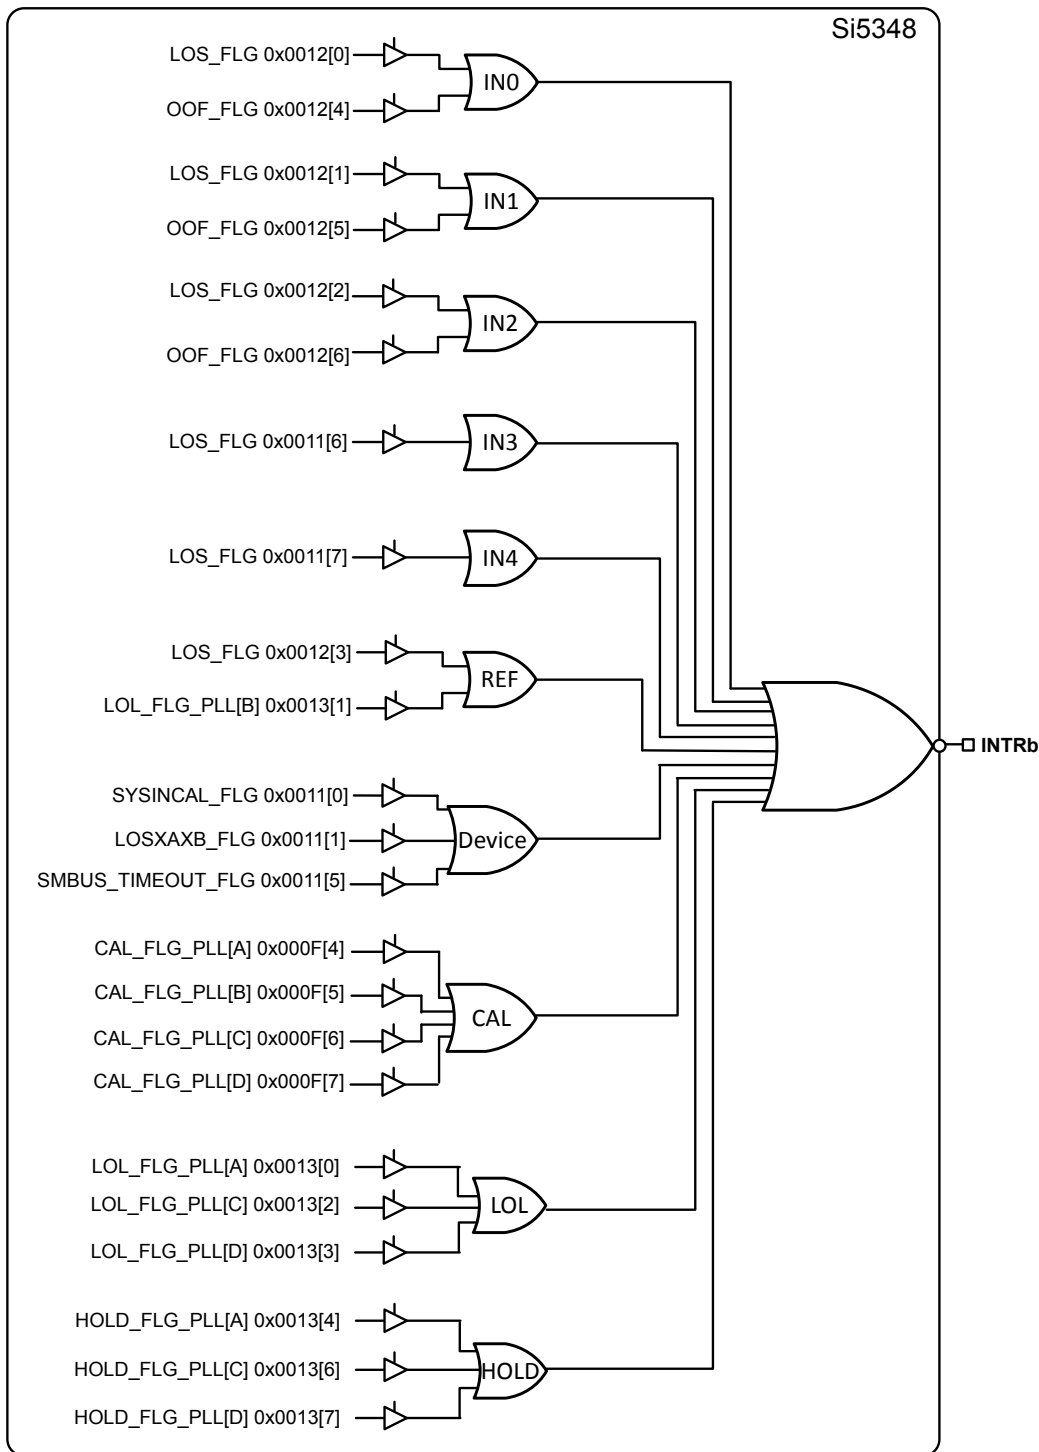 Si5348
LOS_FLG 0x0012[0]
IN0
OOF_FLG 0x0012[4]
LOS_FLG 0x0012[1]
IN1
OOF_FLG 0x0012[5]
LOS_FLG 0x0012[2]
IN2
OOF_FLG 0x0012[6]
LOS_FLG 0x0011[6]
IN3
LOS_FLG 0x0011[7]
IN4
LOS_FLG 0x0012[3]
REF
LOL_FLG_PLL[B] 0x0013[1]
INTRb
SYSINCAL_FLG 0x0011[0]
LOSXAXB_FLG 0x0011[1]
Device
SMBUS_TIMEOUT_FLG 0x0011[5]
CAL_FLG_PLL[A] 0x000F[4]
CAL_FLG_PLL[B] 0x000F[5]
CAL
CAL_FLG_PLL[C] 0x000F[6]
CAL_FLG_PLL[D] 0x000F[7]
LOL_FLG_PLL[A] 0x0013[0]
LOL_FLG_PLL[C] 0x0013[2]
LOL
LOL_FLG_PLL[D] 0x0013[3]
HOLD_FLG_PLL[A] 0x0013[4]
HOLD_FLG_PLL[C] 0x0013[6]
HOLD
HOLD_FLG_PLL[D] 0x0013[7]